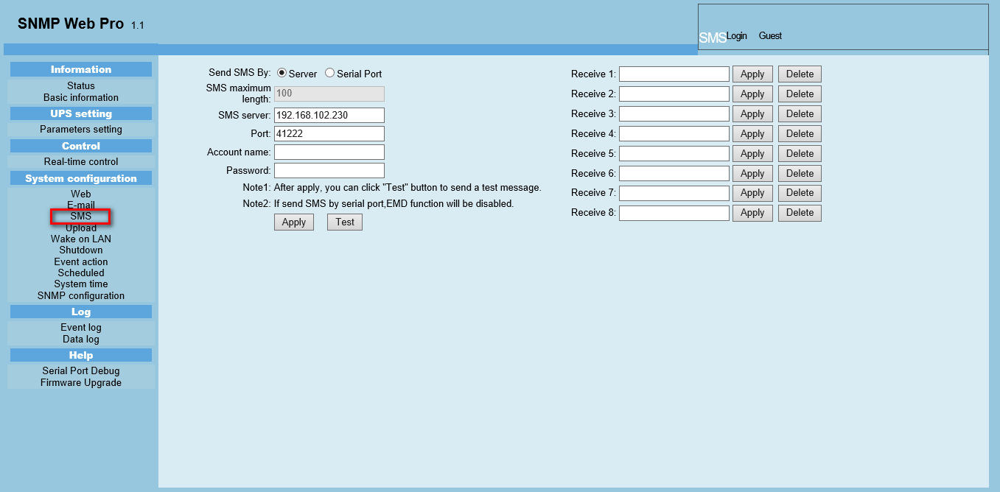 SNMP Web Pro 1.1
SMS Login Guest
Information
Status
Basic information
UPS setting
Parameters setting
Control
Real-time control
System configuration
Web
E-mail
SMS
Upload
Wake on LAN
Shutdown
Event action
Scheduled
System time
SNMP configuration
Log
Event log
Data log
Help
Serial Port Debug
Firmware Upgrade
Send SMS By: Server Serial Port
SMS maximum
length: 100
SMS server: 192.168.102.230
Port: 41222
Account name:
Password:
Note1: After apply, you can click "Test" button to send a test message.
Note2: If send SMS by serial port,EMD function will be disabled.
Apply Test
Receive 1: Apply Delete
Receive 2: Apply Delete
Receive 3: Apply Delete
Receive 4: Apply Delete
Receive 5: Apply Delete
Receive 6: Apply Delete
Receive 7: Apply Delete
Receive 8: Apply Delete